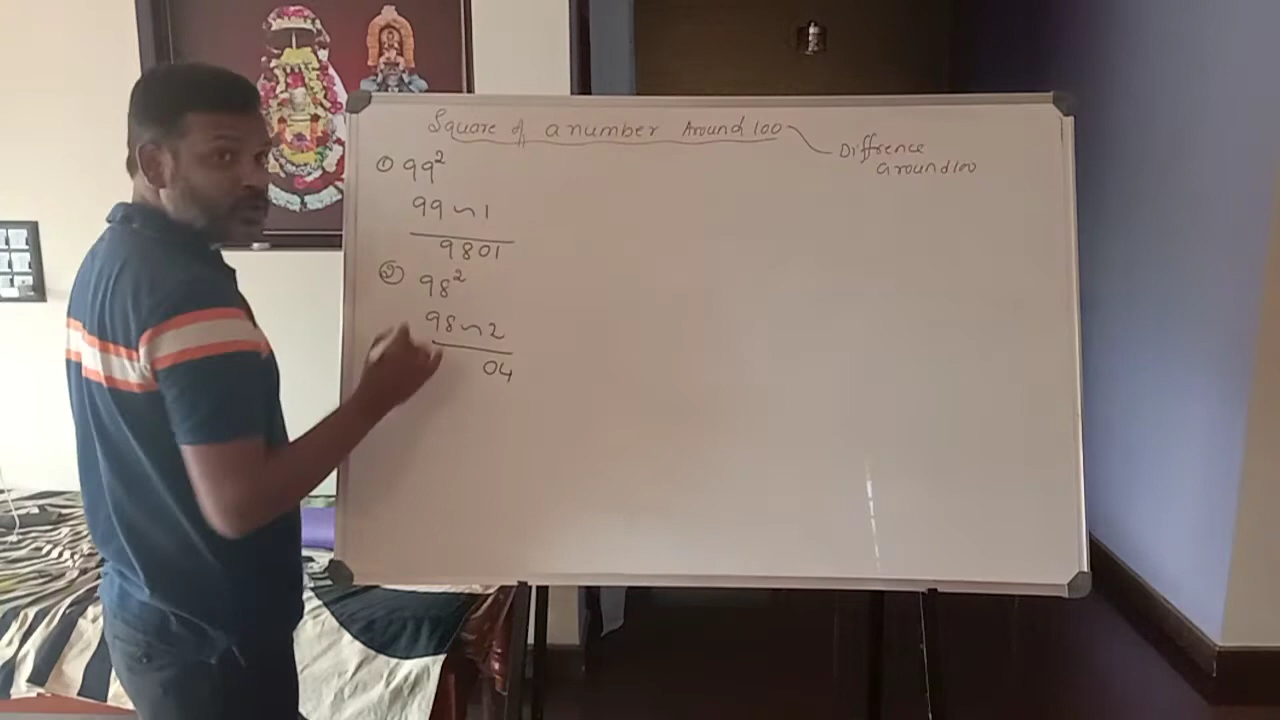 Square of a number Around 100
Diffrence
around 100
① 99²
99 ~ 1
9801
② 98²
98 ~ 2
04